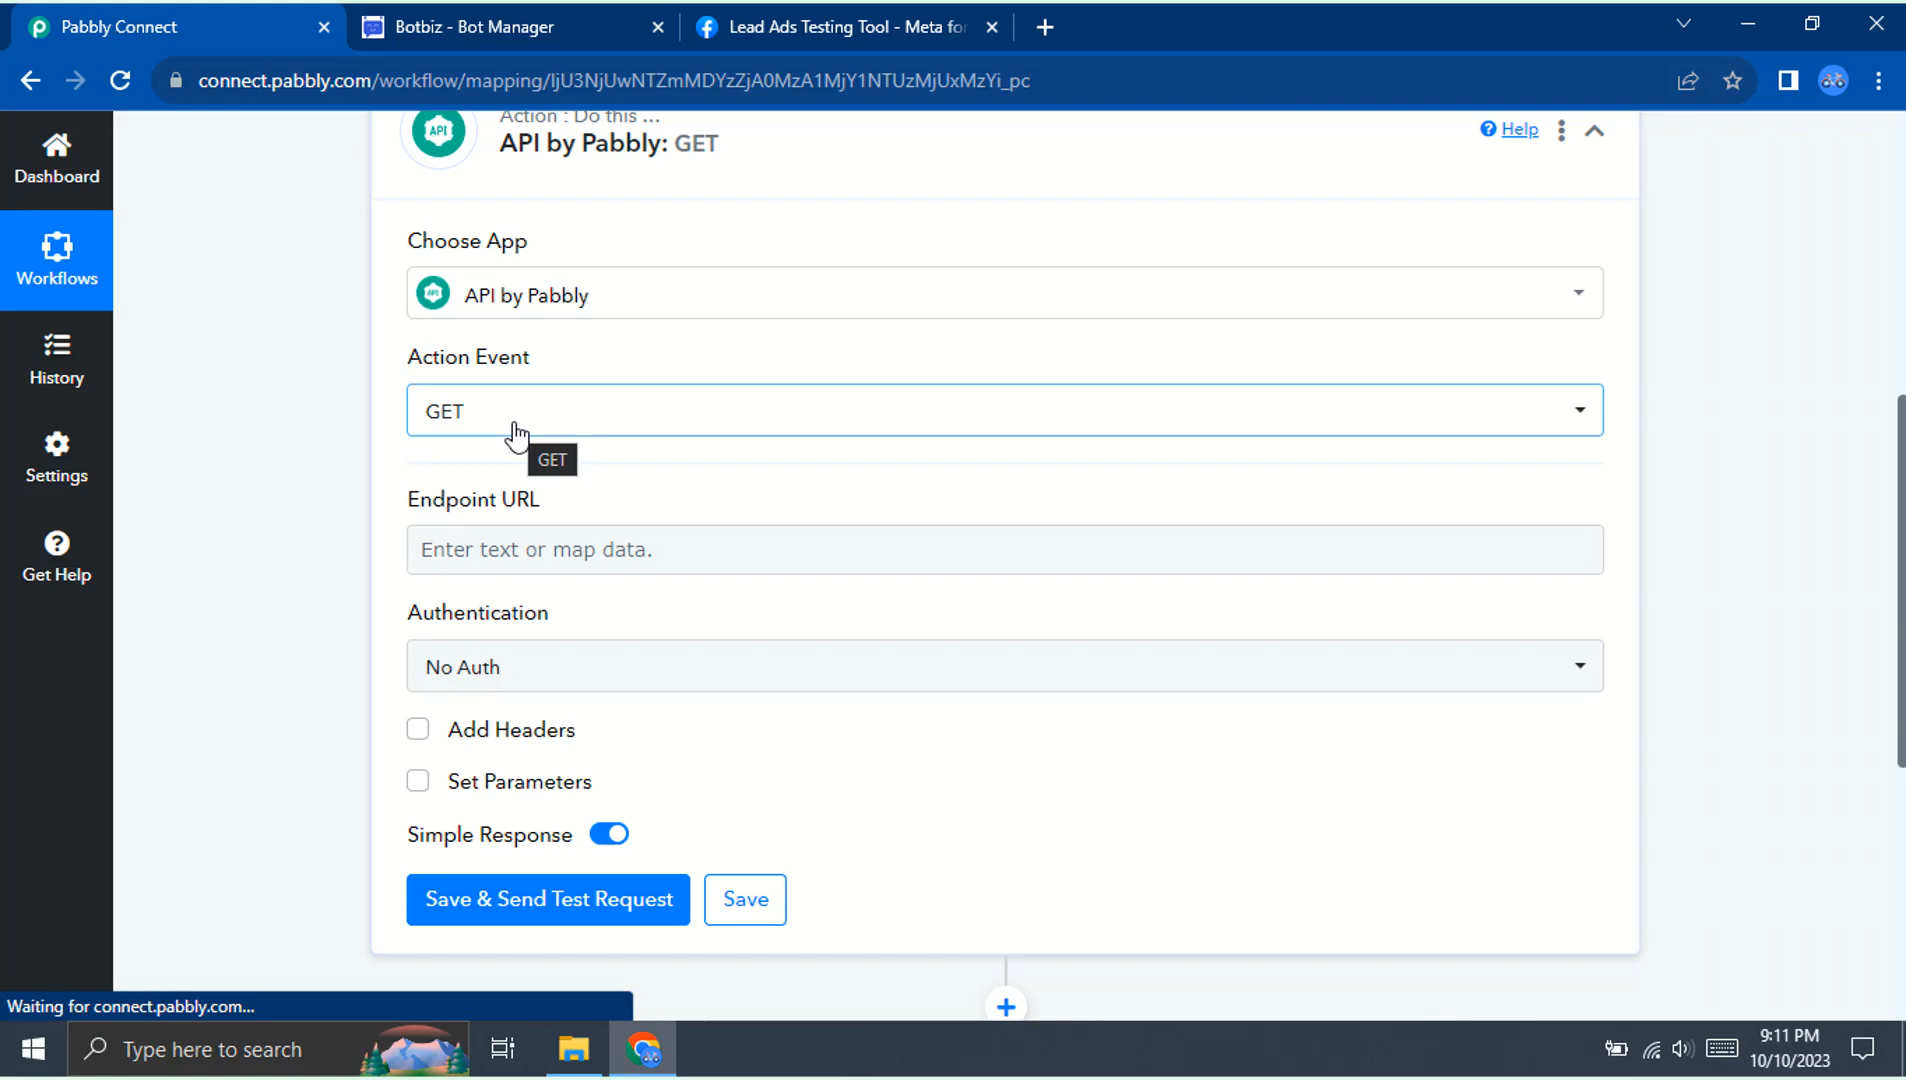 Pabbly Connect
Botbiz - Bot Manager
Lead Ads Testing Tool - Meta for
connect.pabbly.com/workflow/mapping/IjU3NjUwNTZmMDYzZjA0MzA1MjY1NTUzMjUxMzYi_pc
Action : Do this ...
API
API by Pabbly: GET
Help
Dashboard
Workflows
History
Settings
Get Help
Choose App
API
API by Pabbly
Action Event
GET
GET
Endpoint URL
Enter text or map data.
Authentication
No Auth
Add Headers
Set Parameters
Simple Response
Save & Send Test Request
Save
Waiting for connect.pabbly.com...
Type here to search
9:11 PM
10/10/2023